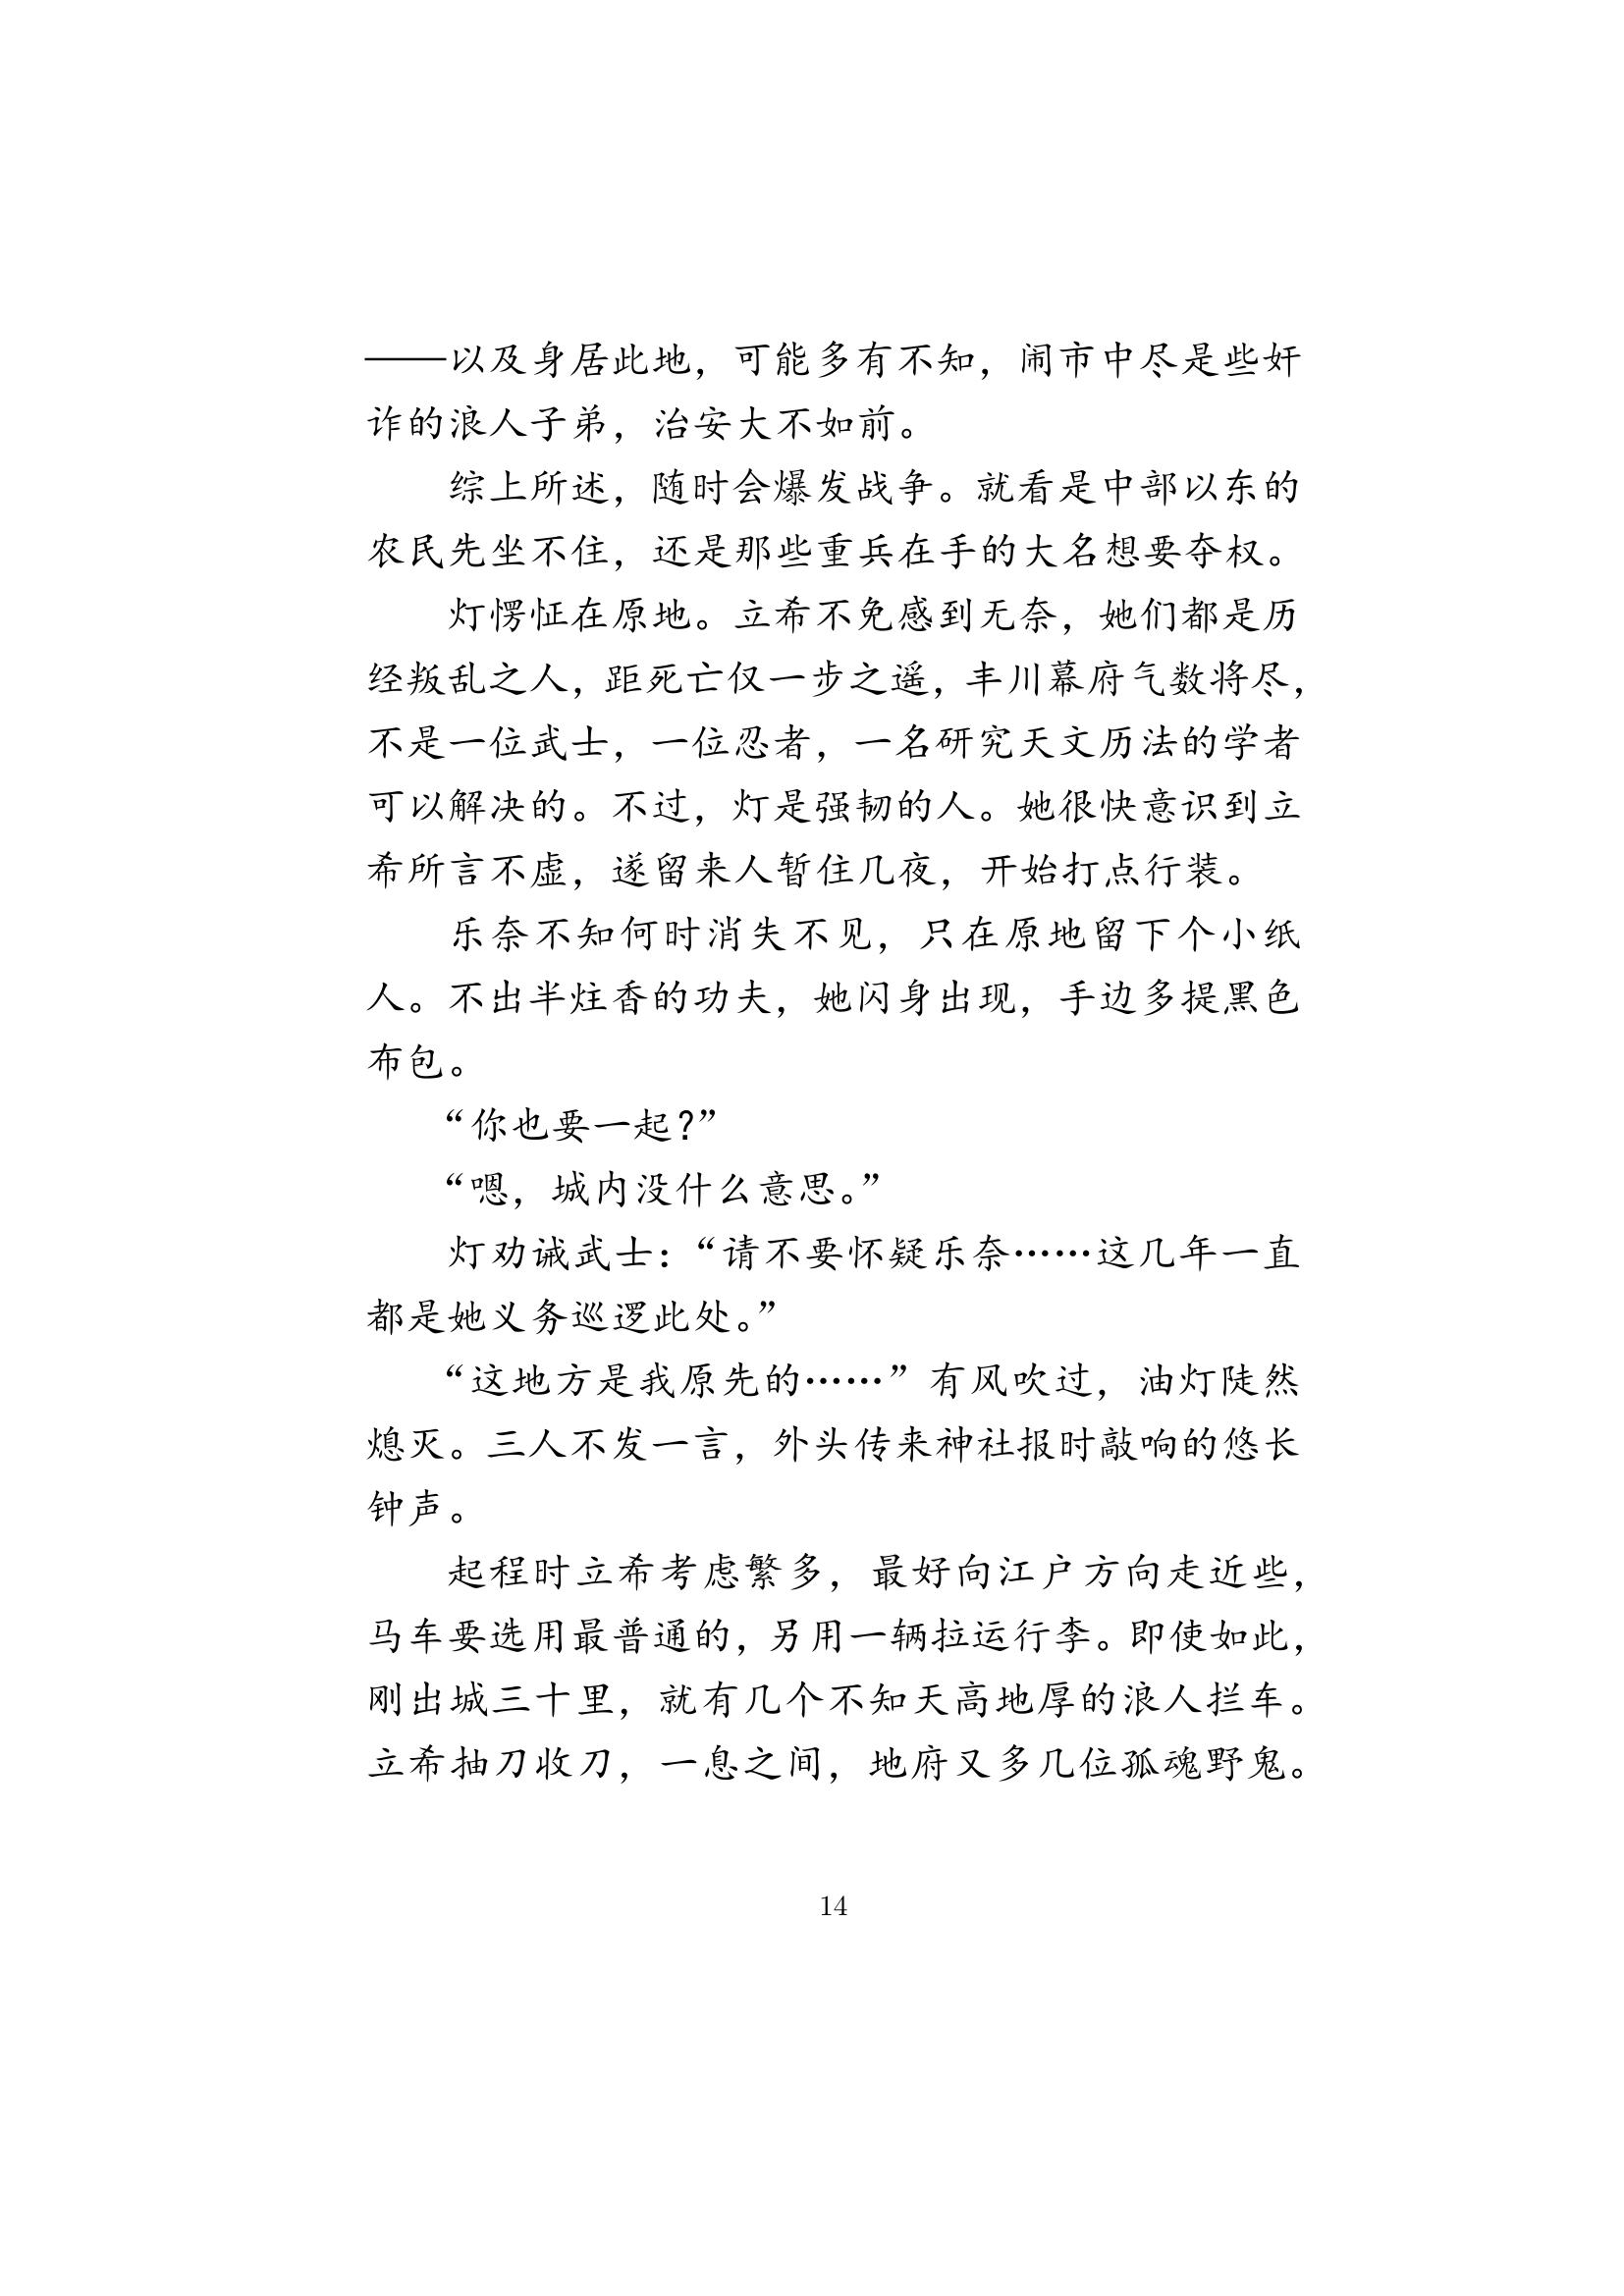 ——以及身居此地，可能多有不知，闹市中尽是些奸
诈的浪人子弟，治安大不如前。
综上所述，随时会爆发战争。就看是中部以东的
农民先坐不住，还是那些重兵在手的大名想要夺权。
灯愣怔在原地。立希不免感到无奈，她们都是历
经叛乱之人，距死亡仅一步之遥，丰川幕府气数将尽，
不是一位武士，一位忍者，一名研究天文历法的学者
可以解决的。不过，灯是强韧的人。她很快意识到立
希所言不虚，遂留来人暂住几夜，开始打点行装。
乐奈不知何时消失不见，只在原地留下个小纸
人。不出半炷香的功夫，她闪身出现，手边多提黑色
布包。
“你也要一起？”
“嗯，城内没什么意思。”
灯劝诫武士：“请不要怀疑乐奈……这几年一直
都是她义务巡逻此处。”
“这地方是我原先的……”有风吹过，油灯陡然
熄灭。三人不发一言，外头传来神社报时敲响的悠长
钟声。
起程时立希考虑繁多，最好向江户方向走近些，
马车要选用最普通的，另用一辆拉运行李。即使如此，
刚出城三十里，就有几个不知天高地厚的浪人拦车。
立希抽刀收刀，一息之间，地府又多几位孤魂野鬼。
14